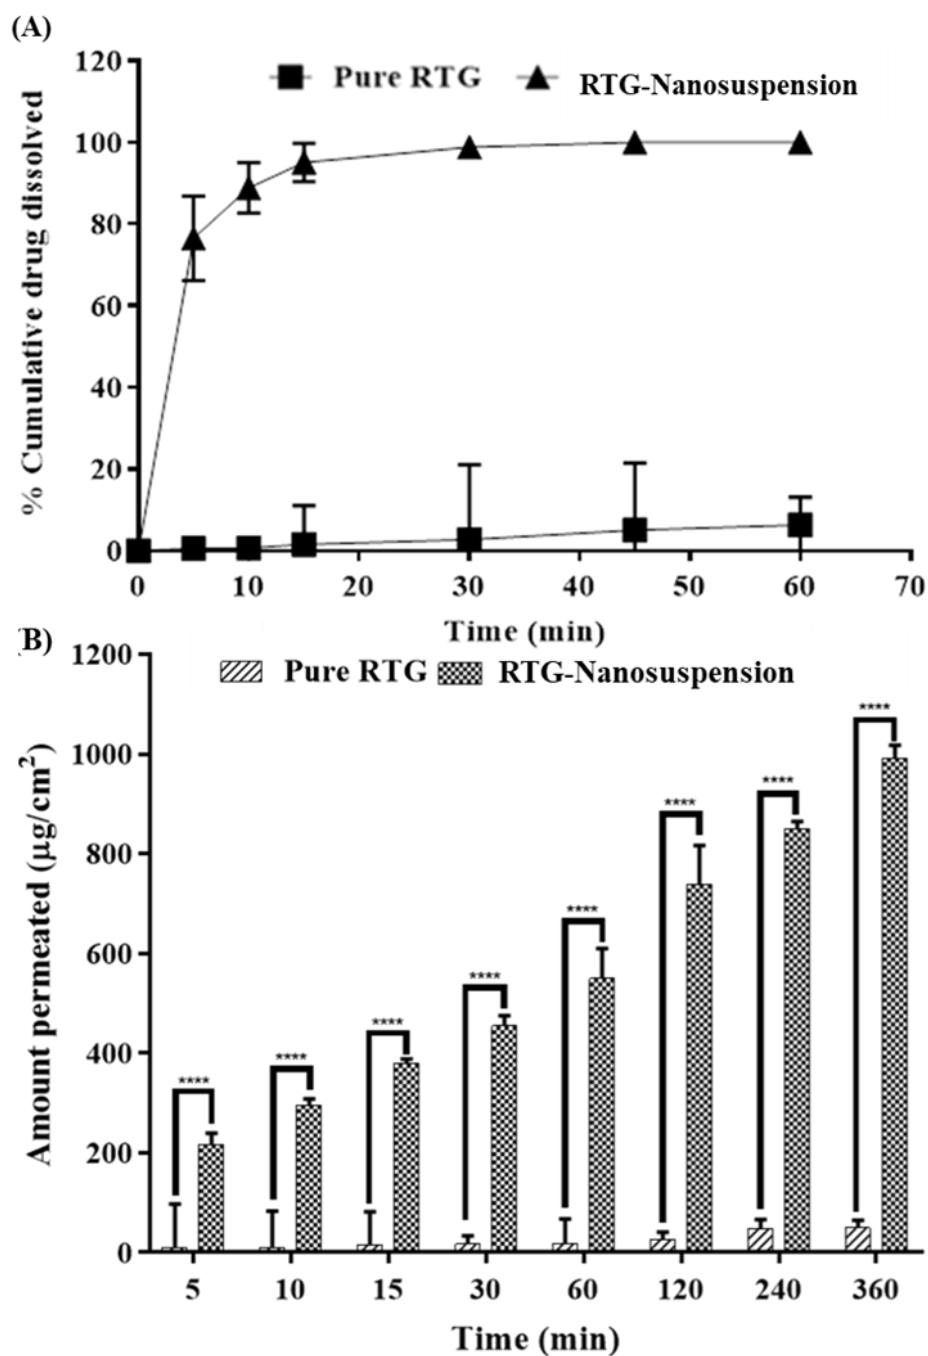 (A)
120
100
80
60
40
20
0
% Cumulative drug dissolved
Pure RTG
RTG-Nanosuspension
0 10 20 30 40 50 60 70
Time (min)
B)
1200
1000
800
600
400
200
0
Amount permeated (µg/cm²)
Pure RTG RTG-Nanosuspension
****
****
****
****
****
****
****
****
5 10 15 30 60 120 240 360
Time (min)